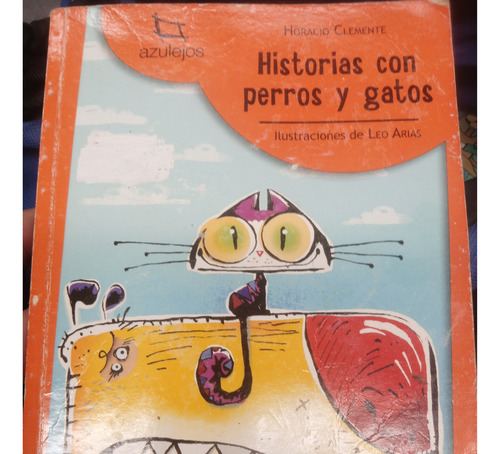 azulejos
HORACIO CLEMENTE
Historias con
perros y gatos
ILUSTRACIONES DE LEO ARIAS